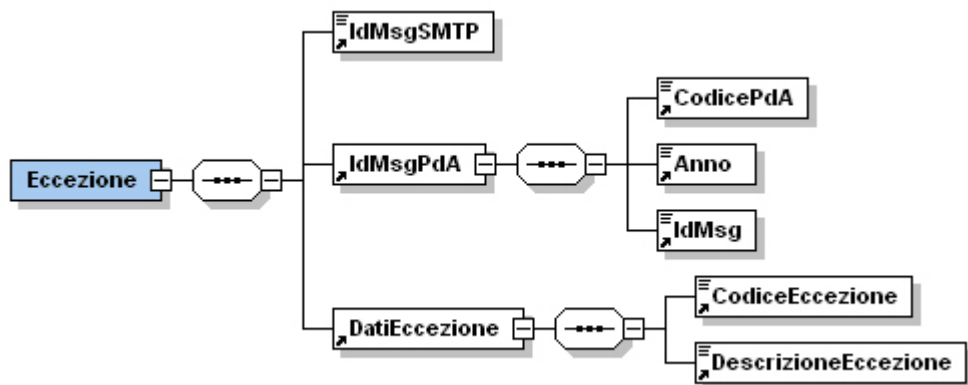 IdMsgSMTP
CodicePdA
Eccezione
IdMsgPdA
Anno
IdMsg
CodiceEccezione
DatiEccezione
DescrizioneEccezione